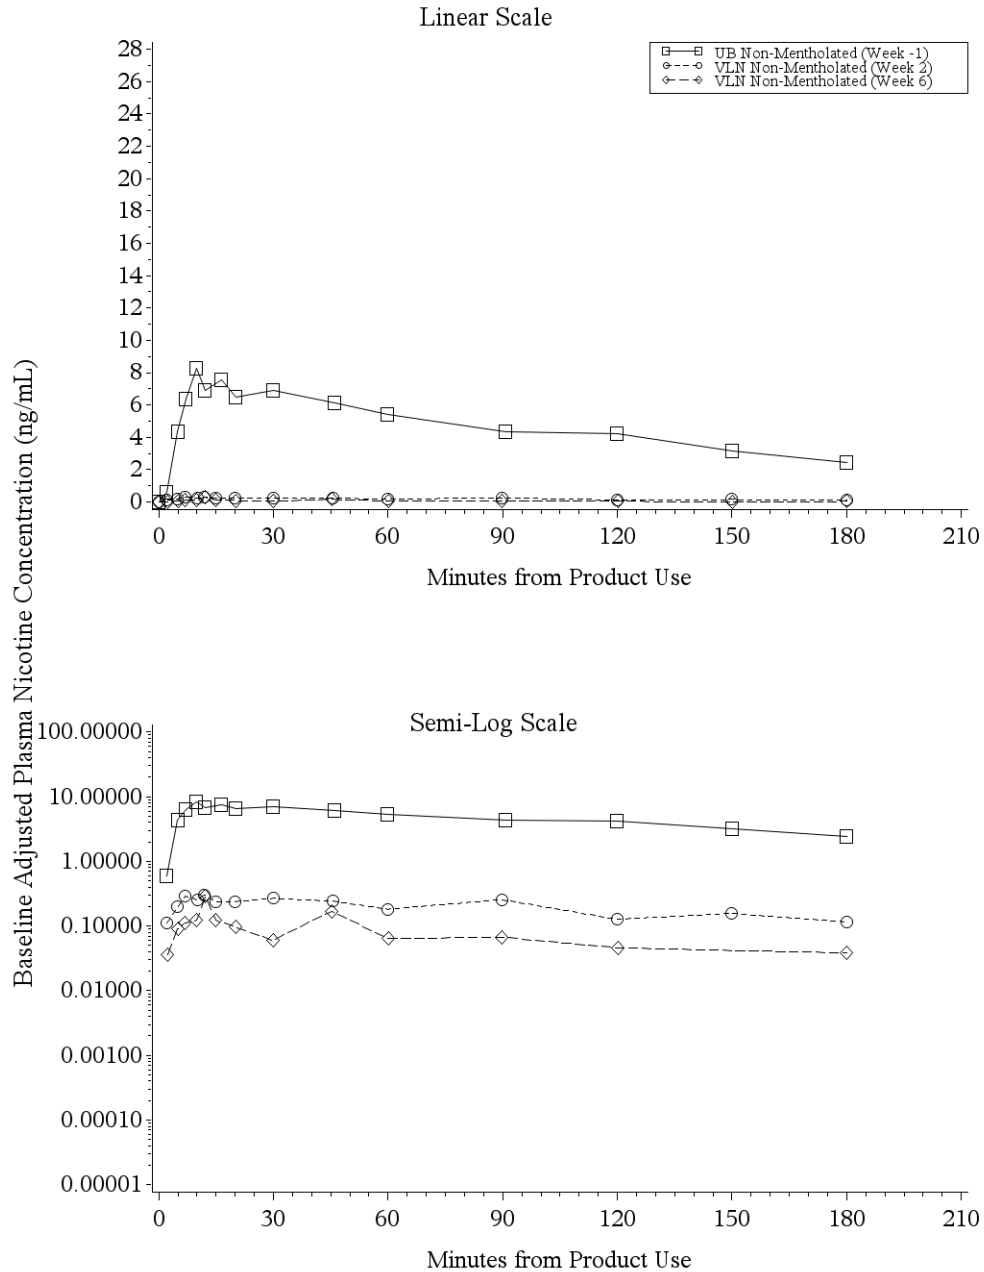 Linear Scale
UB Non-Mentholated (Week -1)
VLN Non-Mentholated (Week 2)
VLN Non-Mentholated (Week 6)
28
26
24
22
20
18
16
14
12
10
8
6
4
2
0
0 30 60 90 120 150 180 210
Minutes from Product Use
Baseline Adjusted Plasma Nicotine Concentration (ng/mL)
Semi-Log Scale
100.00000
10.00000
1.00000
0.10000
0.01000
0.00100
0.00010
0.00001
0 30 60 90 120 150 180 210
Minutes from Product Use